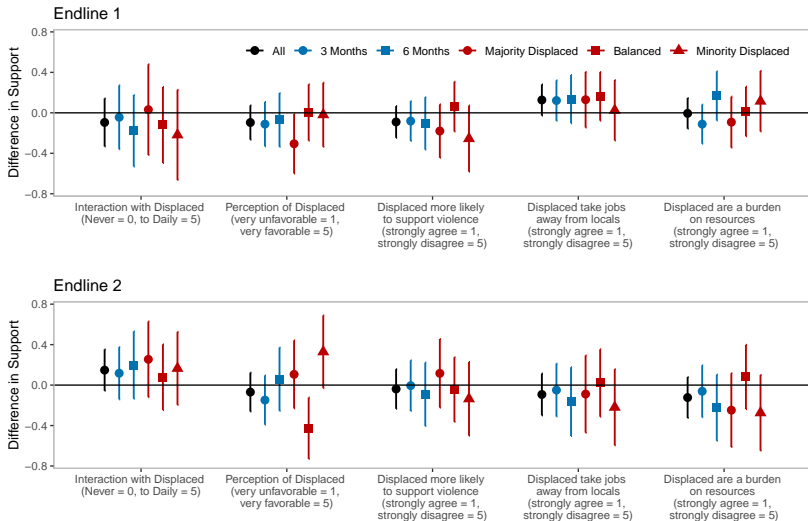 Endline 1
Difference in Support
0.8
0.4
0.0
−0.4
−0.8
All 3 Months 6 Months Majority Displaced Balanced Minority Displaced
Interaction with Displaced
(Never = 0, to Daily = 5)
Perception of Displaced
(very unfavorable = 1,
very favorable = 5)
Displaced more likely
to support violence
(strongly agree = 1,
strongly disagree = 5)
Displaced take jobs
away from locals
(strongly agree = 1,
strongly disagree = 5)
Displaced are a burden
on resources
(strongly agree = 1,
strongly disagree = 5)
Endline 2
Difference in Support
0.8
0.4
0.0
−0.4
−0.8
Interaction with Displaced
(Never = 0, to Daily = 5)
Perception of Displaced
(very unfavorable = 1,
very favorable = 5)
Displaced more likely
to support violence
(strongly agree = 1,
strongly disagree = 5)
Displaced take jobs
away from locals
(strongly agree = 1,
strongly disagree = 5)
Displaced are a burden
on resources
(strongly agree = 1,
strongly disagree = 5)